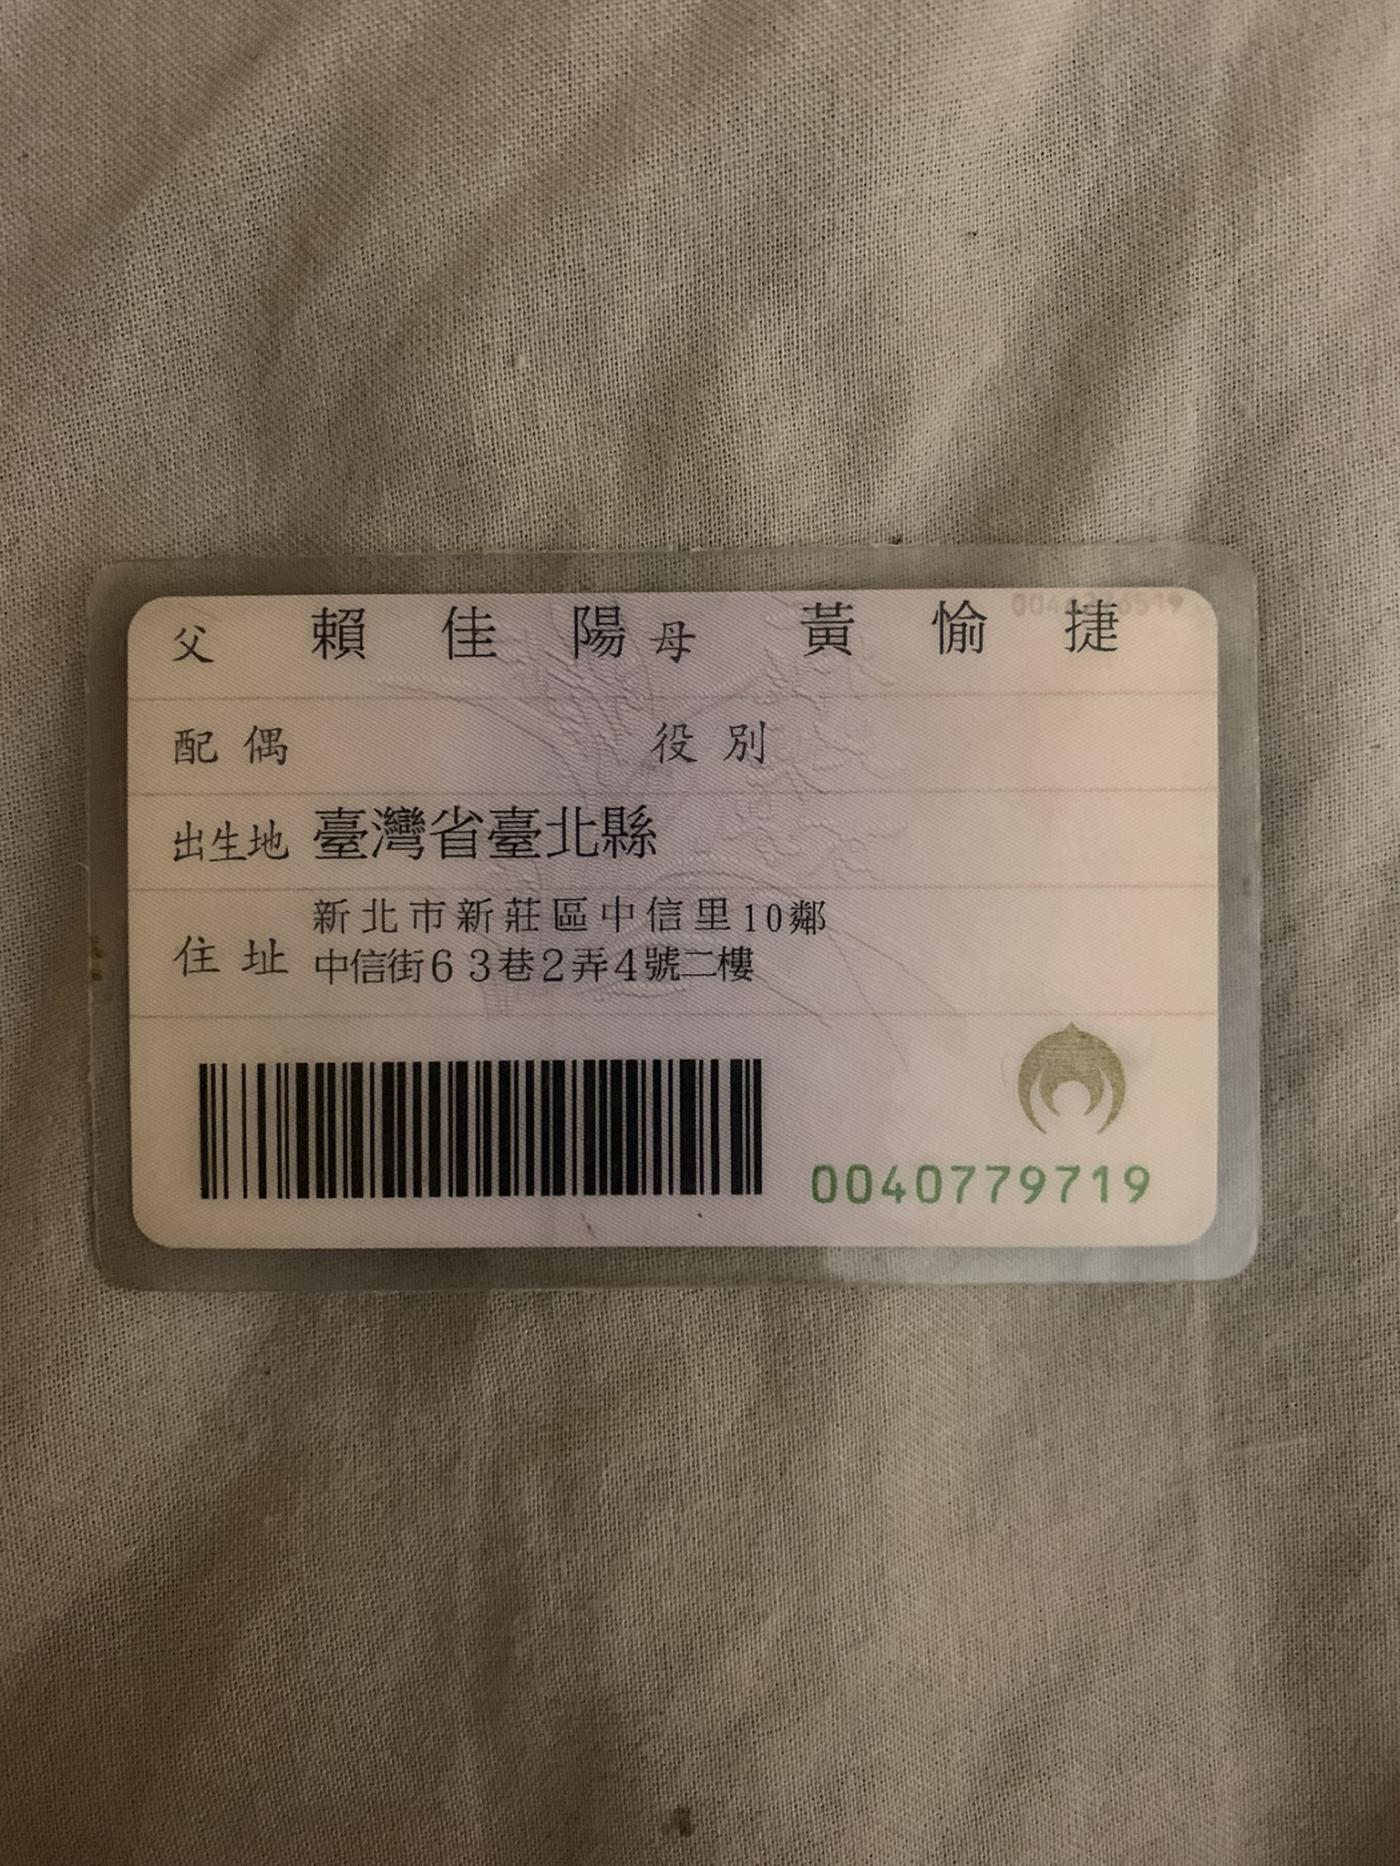 父 賴佳陽 母 黃愉捷
配偶 役別
出生地 臺灣省臺北縣
住址 新北市新莊區中信里10鄰
中信街63巷2弄4號二樓
0040779719